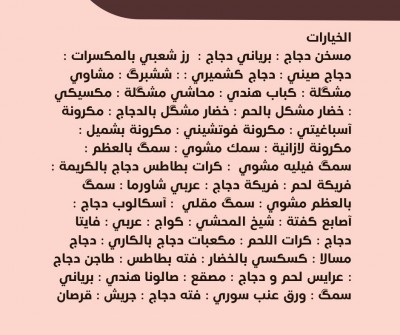 الخيارات
مسخن دجاج : برياني دجاج : رز شعبي بالمكسرات :
دجاج صيني : دجاج كشميري : : ششبرگ : مشاوي
مشگلة : كباب هندي : محاشي مشگلة : مكسيكي
: خضار مشكل بالحم : خضار مشگل بالدجاج : مكرونة
آسباغيتي : مكرونة فوتشيني : مكرونة بشميل :
مكرونة لازانية : سمك مشوي : سمگ بالعظم :
سمگ فيليه مشوي : كرات بطاطس دجاج بالكريمة :
فريكة لحم : فريكة دجاج : عربي شاورما : سمگ
بالعظم مشوي : سمگ مقلي : آسكالوب دجاج :
أصابع كفتة : شيخ المحشي : كواج : عربي : فايتا
دجاج : كرات اللحم : مكعبات دجاج بالكاري : دجاج
مسالا : كسكسي بالخضار : فته بطاطس : طاجن دجاج
: عرايس لحم و دجاج : مصقع : صالونا هندي : برياني
سمگ : ورق عنب سوري : فته دجاج : جريش : قرصان